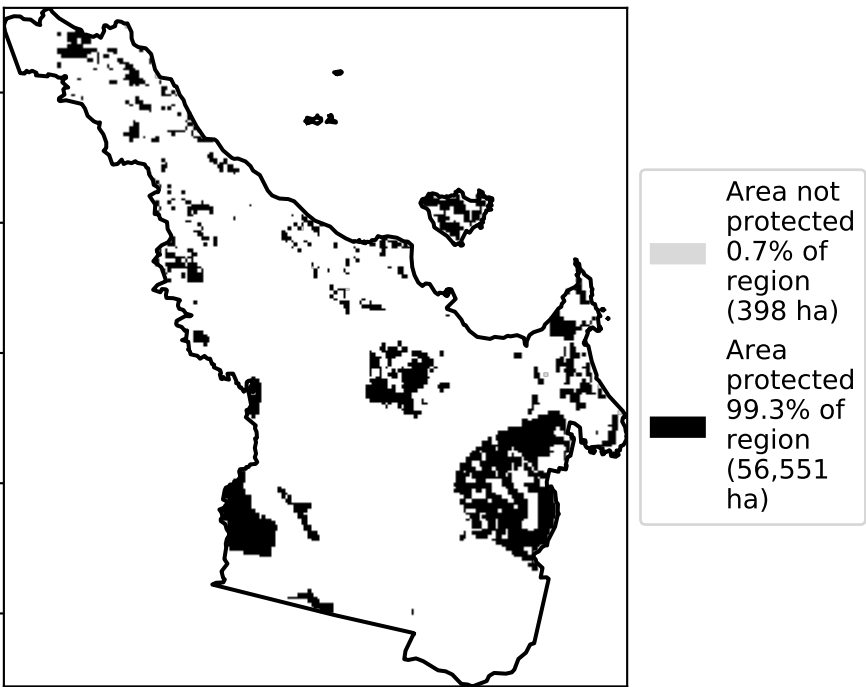 Area not
protected
0.7% of
region
(398 ha)
Area
protected
99.3% of
region
(56,551
ha)